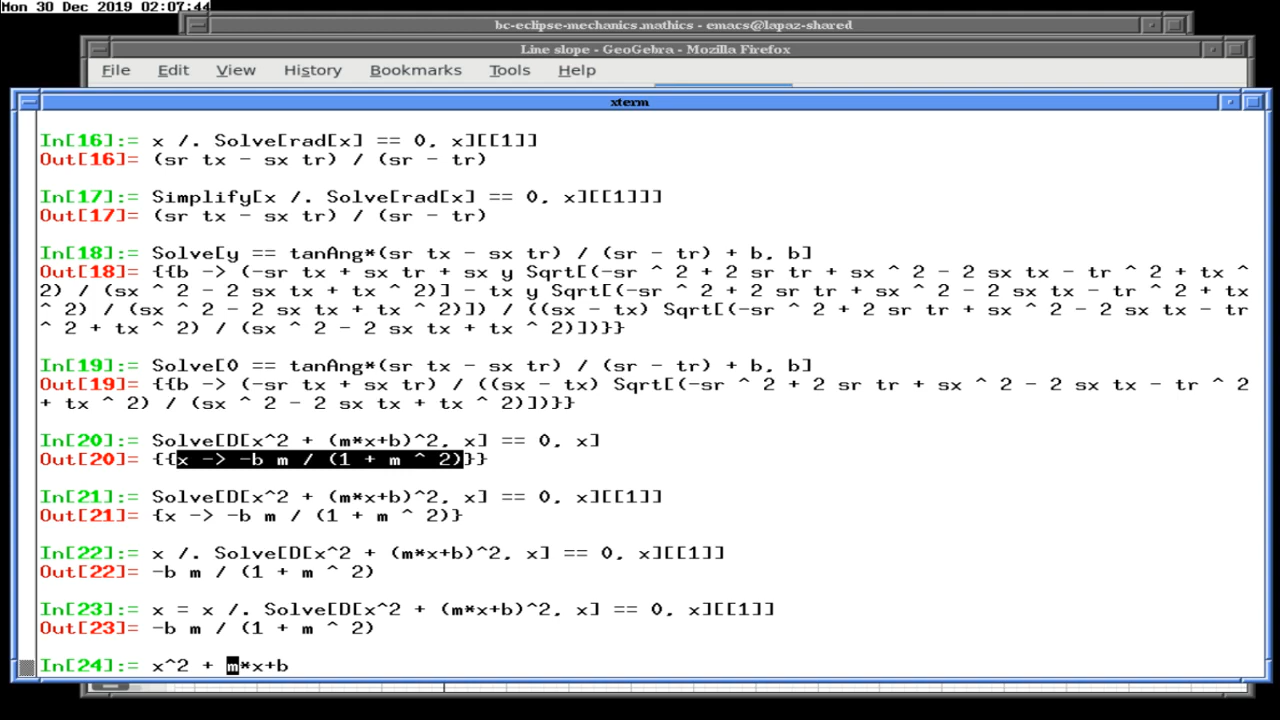 Mon 30 Dec 2019 02:07:44
bc-eclipse-mechanics.mathics - emacs@lapaz-shared
Line slope - GeoGebra - Mozilla Firefox
File Edit View History Bookmarks Tools Help
xterm
In[16]:= x /. Solve[rad[x] == 0, x][[1]]
Out[16]= (sr tx - sx tr) / (sr - tr)
In[17]:= Simplify[x /. Solve[rad[x] == 0, x][[1]]]
Out[17]= (sr tx - sx tr) / (sr - tr)
In[18]:= Solve[y == tanAng*(sr tx - sx tr) / (sr - tr) + b, b]
Out[18]= {{b -> (-sr tx + sx tr + sx y Sqrt[(-sr ^ 2 + 2 sr tr + sx ^ 2 - 2 sx tx - tr ^ 2 + tx ^
2) / (sx ^ 2 - 2 sx tx + tx ^ 2)] - tx y Sqrt[(-sr ^ 2 + 2 sr tr + sx ^ 2 - 2 sx tx - tr ^ 2 + tx
^ 2) / (sx ^ 2 - 2 sx tx + tx ^ 2)]) / ((sx - tx) Sqrt[(-sr ^ 2 + 2 sr tr + sx ^ 2 - 2 sx tx - tr
^ 2 + tx ^ 2) / (sx ^ 2 - 2 sx tx + tx ^ 2)])}}
In[19]:= Solve[0 == tanAng*(sr tx - sx tr) / (sr - tr) + b, b]
Out[19]= {{b -> (-sr tx + sx tr) / ((sx - tx) Sqrt[(-sr ^ 2 + 2 sr tr + sx ^ 2 - 2 sx tx - tr ^ 2
+ tx ^ 2) / (sx ^ 2 - 2 sx tx + tx ^ 2)])}}
In[20]:= Solve[D[x^2 + (m*x+b)^2, x] == 0, x]
Out[20]= {{x -> -b m / (1 + m ^ 2)}}
In[21]:= Solve[D[x^2 + (m*x+b)^2, x] == 0, x][[1]]
Out[21]= {x -> -b m / (1 + m ^ 2)}
In[22]:= x /. Solve[D[x^2 + (m*x+b)^2, x] == 0, x][[1]]
Out[22]= -b m / (1 + m ^ 2)
In[23]:= x = x /. Solve[D[x^2 + (m*x+b)^2, x] == 0, x][[1]]
Out[23]= -b m / (1 + m ^ 2)
In[24]:= x^2 + m*x+b